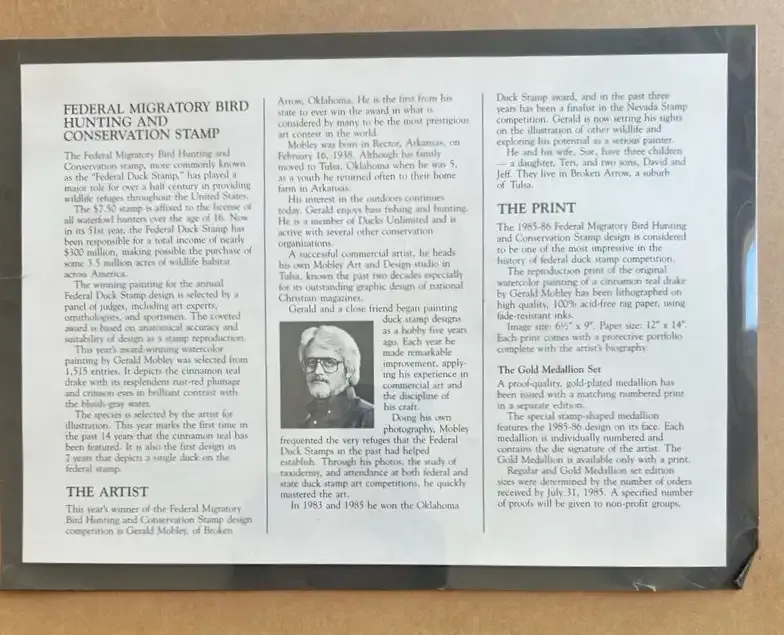 FEDERAL MIGRATORY BIRD
HUNTING AND
CONSERVATION STAMP
The Federal Migratory Bird Hunting and
Conservation stamp, more commonly known
as the "Federal Duck Stamp," has played a
major role for over a half century in providing
wildlife refuges throughout the United States.
The $7.50 stamp is affixed to the license of
all waterfowl hunters over the age of 16. Now
in its 51st year, the Federal Duck Stamp has
been responsible for a total income of nearly
$300 million, making possible the purchase of
some 3.5 million acres of wildlife habitat
across America.
The winning painting for the annual
Federal Duck Stamp design is selected by a
panel of judges, including art experts,
ornithologists, and sportsmen. The coveted
award is based on anatomical accuracy and
suitability of design as a stamp reproduction.
This year's award-winning watercolor
painting by Gerald Mobley was selected from
1,515 entries. It depicts the cinnamon teal
drake with its resplendent rust-red plumage
and crimson eyes in brilliant contrast with
the bluish-gray water.
The species is selected by the artist for
illustration. This year marks the first time in
the past 14 years that the cinnamon teal has
been featured. It is also the first design in
7 years that depicts a single duck on the
federal stamp.
THE ARTIST
This year's winner of the Federal Migratory
Bird Hunting and Conservation Stamp design
competition is Gerald Mobley, of Broken
Arrow, Oklahoma. He is the first from his
state to ever win the award in what is
considered by many to be the most prestigious
art contest in the world.
Mobley was born in Rector, Arkansas, on
February 16, 1938. Although his family
moved to Tulsa, Oklahoma when he was 5,
as a youth he returned often to their home
farm in Arkansas.
His interest in the outdoors continues
today. Gerald enjoys bass fishing and hunting.
He is a member of Ducks Unlimited and is
active with several other conservation
organizations.
A successful commercial artist, he heads
his own Mobley Art and Design studio in
Tulsa, known the past two decades especially
for its outstanding graphic design of national
Christian magazines.
Gerald and a close friend began painting
duck stamp designs
as a hobby five years
ago. Each year he
made remarkable
improvement, apply-
ing his experience in
commercial art and
the discipline of
his craft.
Doing his own
photography, Mobley
frequented the very refuges that the Federal
Duck Stamps in the past had helped
establish. Through his photos, the study of
taxidermy, and attendance at both federal and
state duck stamp art competitions, he quickly
mastered the art.
In 1983 and 1985 he won the Oklahoma
Duck Stamp award, and in the past three
years has been a finalist in the Nevada Stamp
competition. Gerald is now setting his sights
on the illustration of other wildlife and
exploring his potential as a serious painter.
He and his wife, Sue, have three children
— a daughter, Teri, and two sons, David and
Jeff. They live in Broken Arrow, a suburb
of Tulsa.
THE PRINT
The 1985-86 Federal Migratory Bird Hunting
and Conservation Stamp design is considered
to be one of the most impressive in the
history of federal duck stamp competition.
The reproduction print of the original
watercolor painting of a cinnamon teal drake
by Gerald Mobley has been lithographed on
high quality, 100% acid-free rag paper, using
fade-resistant inks.
Image size: 6½" x 9". Paper size: 12" x 14".
Each print comes with a protective portfolio
complete with the artist's biography.
The Gold Medallion Set
A proof-quality, gold-plated medallion has
been issued with a matching numbered print
in a separate edition.
The special stamp-shaped medallion
features the 1985-86 design on its face. Each
medallion is individually numbered and
contains the die signature of the artist. The
Gold Medallion is available only with a print.
Regular and Gold Medallion set edition
sizes were determined by the number of orders
received by July 31, 1985. A specified number
of proofs will be given to non-profit groups.